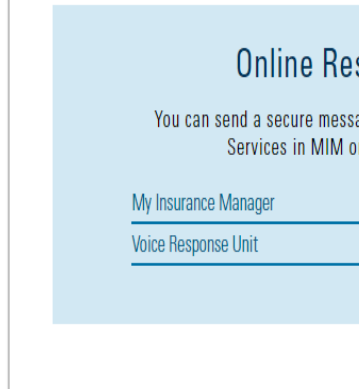 Online Res
You can send a secure messa
Services in MIM o
My Insurance Manager
Voice Response Unit